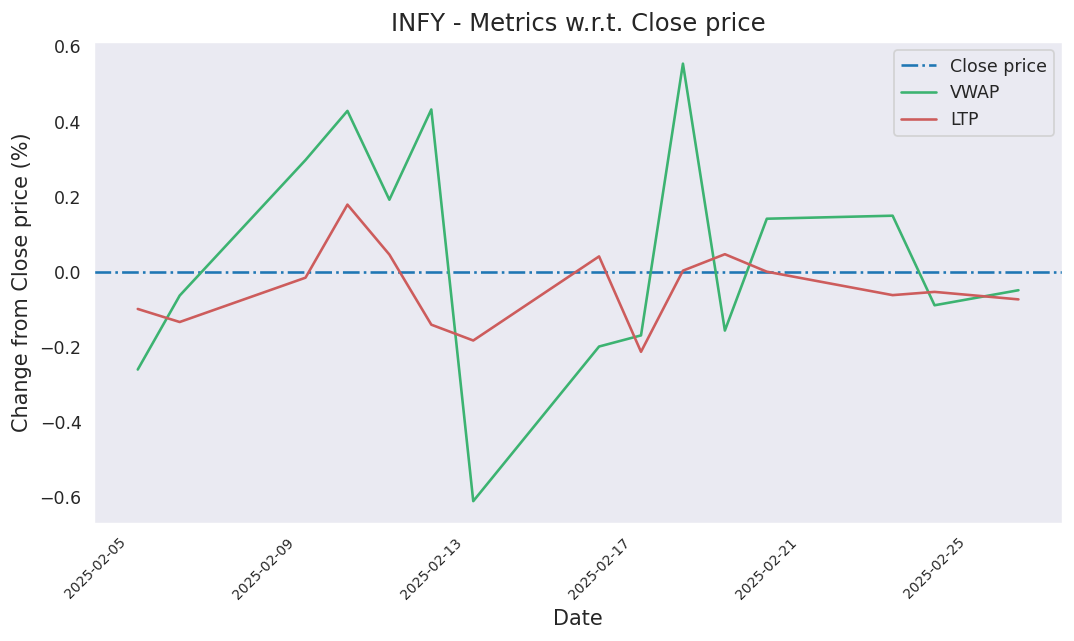 INFY - Metrics w.r.t. Close price
Close price
VWAP
LTP
Change from Close price (%)
0.6
0.4
0.2
0.0
−0.2
−0.4
−0.6
2025-02-05
2025-02-09
2025-02-13
2025-02-17
2025-02-21
2025-02-25
Date